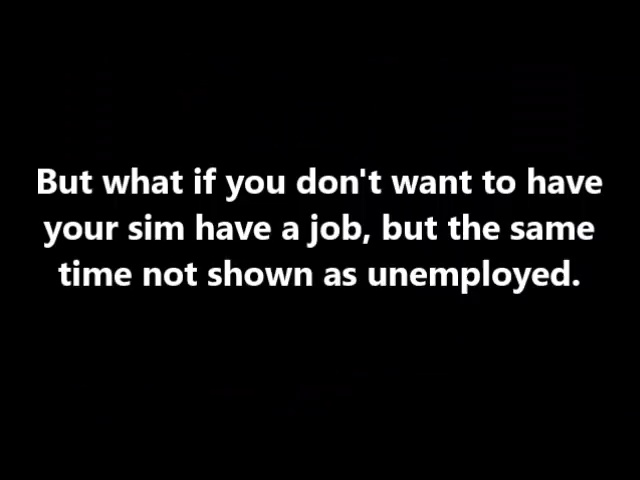 But what if you don't want to have
your sim have a job, but the same
time not shown as unemployed.